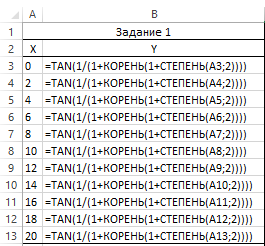 A B
1 Задание 1
2 X Y
3 0 =TAN(1/(1+КОРЕНЬ(1+СТЕПЕНЬ(A3;2))))
4 2 =TAN(1/(1+КОРЕНЬ(1+СТЕПЕНЬ(A4;2))))
5 4 =TAN(1/(1+КОРЕНЬ(1+СТЕПЕНЬ(A5;2))))
6 6 =TAN(1/(1+КОРЕНЬ(1+СТЕПЕНЬ(A6;2))))
7 8 =TAN(1/(1+КОРЕНЬ(1+СТЕПЕНЬ(A7;2))))
8 10 =TAN(1/(1+КОРЕНЬ(1+СТЕПЕНЬ(A8;2))))
9 12 =TAN(1/(1+КОРЕНЬ(1+СТЕПЕНЬ(A9;2))))
10 14 =TAN(1/(1+КОРЕНЬ(1+СТЕПЕНЬ(A10;2))))
11 16 =TAN(1/(1+КОРЕНЬ(1+СТЕПЕНЬ(A11;2))))
12 18 =TAN(1/(1+КОРЕНЬ(1+СТЕПЕНЬ(A12;2))))
13 20 =TAN(1/(1+КОРЕНЬ(1+СТЕПЕНЬ(A13;2))))